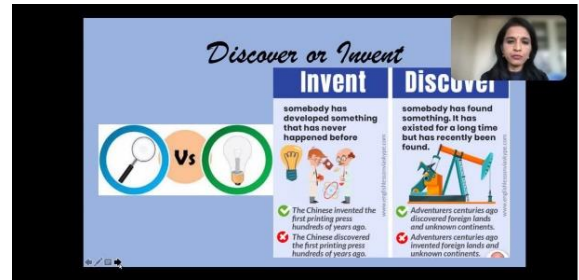 Discover or Invent
Invent
somebody has
developed something
that has never
happened before
The Chinese invented the
first printing press
hundreds of years ago.
The Chinese discovered
the first printing press
hundreds of years ago.
Discover
somebody has found
something. It has
existed for a long time
but has recently been
found.
Adventurers centuries ago
discovered foreign lands
and unknown continents.
Adventurers centuries ago
invented foreign lands and
unknown continents.
Vs